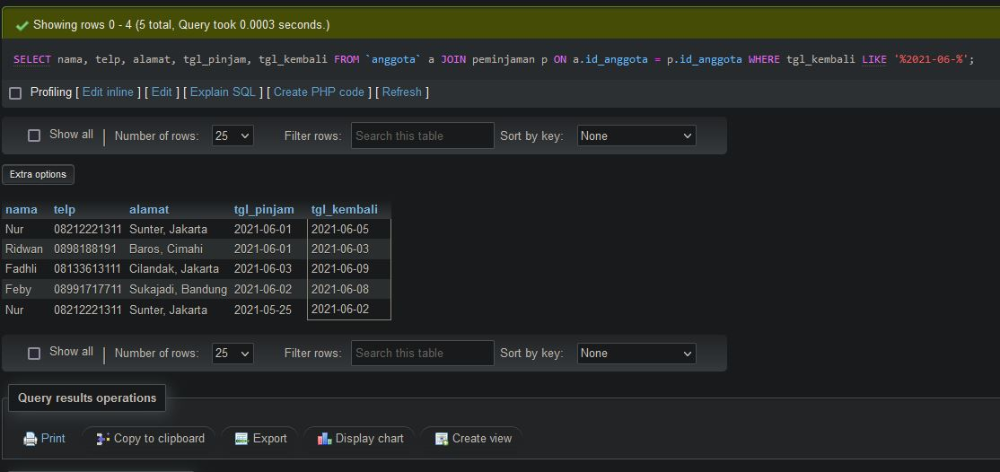 Showing rows 0 - 4 (5 total, Query took 0.0003 seconds.)
SELECT nama, telp, alamat, tgl_pinjam, tgl_kembali FROM `anggota` a JOIN peminjaman p ON a.id_anggota = p.id_anggota WHERE tgl_kembali LIKE '%2021-06-%';
Profiling [ Edit inline ] [ Edit ] [ Explain SQL ] [ Create PHP code ] [ Refresh ]
Show all | Number of rows: 25 Filter rows: Search this table Sort by key: None
Extra options
nama telp alamat tgl_pinjam tgl_kembali
Nur 08212221311 Sunter, Jakarta 2021-06-01 2021-06-05
Ridwan 0898188191 Baros, Cimahi 2021-06-01 2021-06-03
Fadhli 08133613111 Cilandak, Jakarta 2021-06-03 2021-06-09
Feby 08991717711 Sukajadi, Bandung 2021-06-02 2021-06-08
Nur 08212221311 Sunter, Jakarta 2021-05-25 2021-06-02
Show all | Number of rows: 25 Filter rows: Search this table Sort by key: None
Query results operations
Print Copy to clipboard Export Display chart Create view